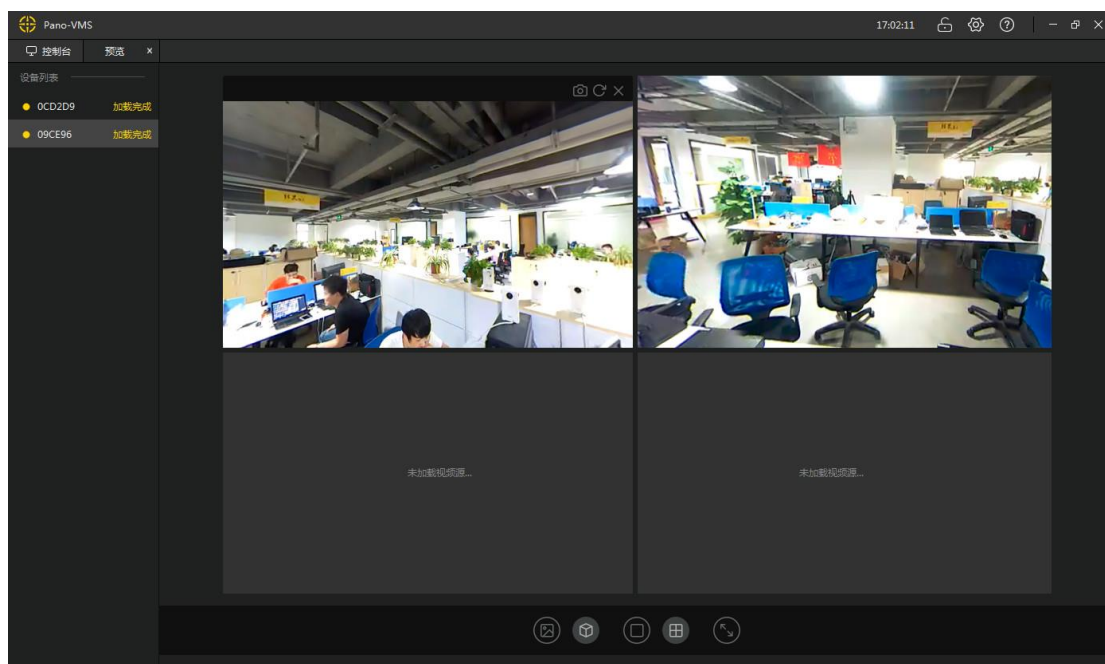 Pano-VMS
17:02:11
控制台
预览
设备列表
0CD2D9 加载完成
09CE96 加载完成
未加载视频源...
未加载视频源...